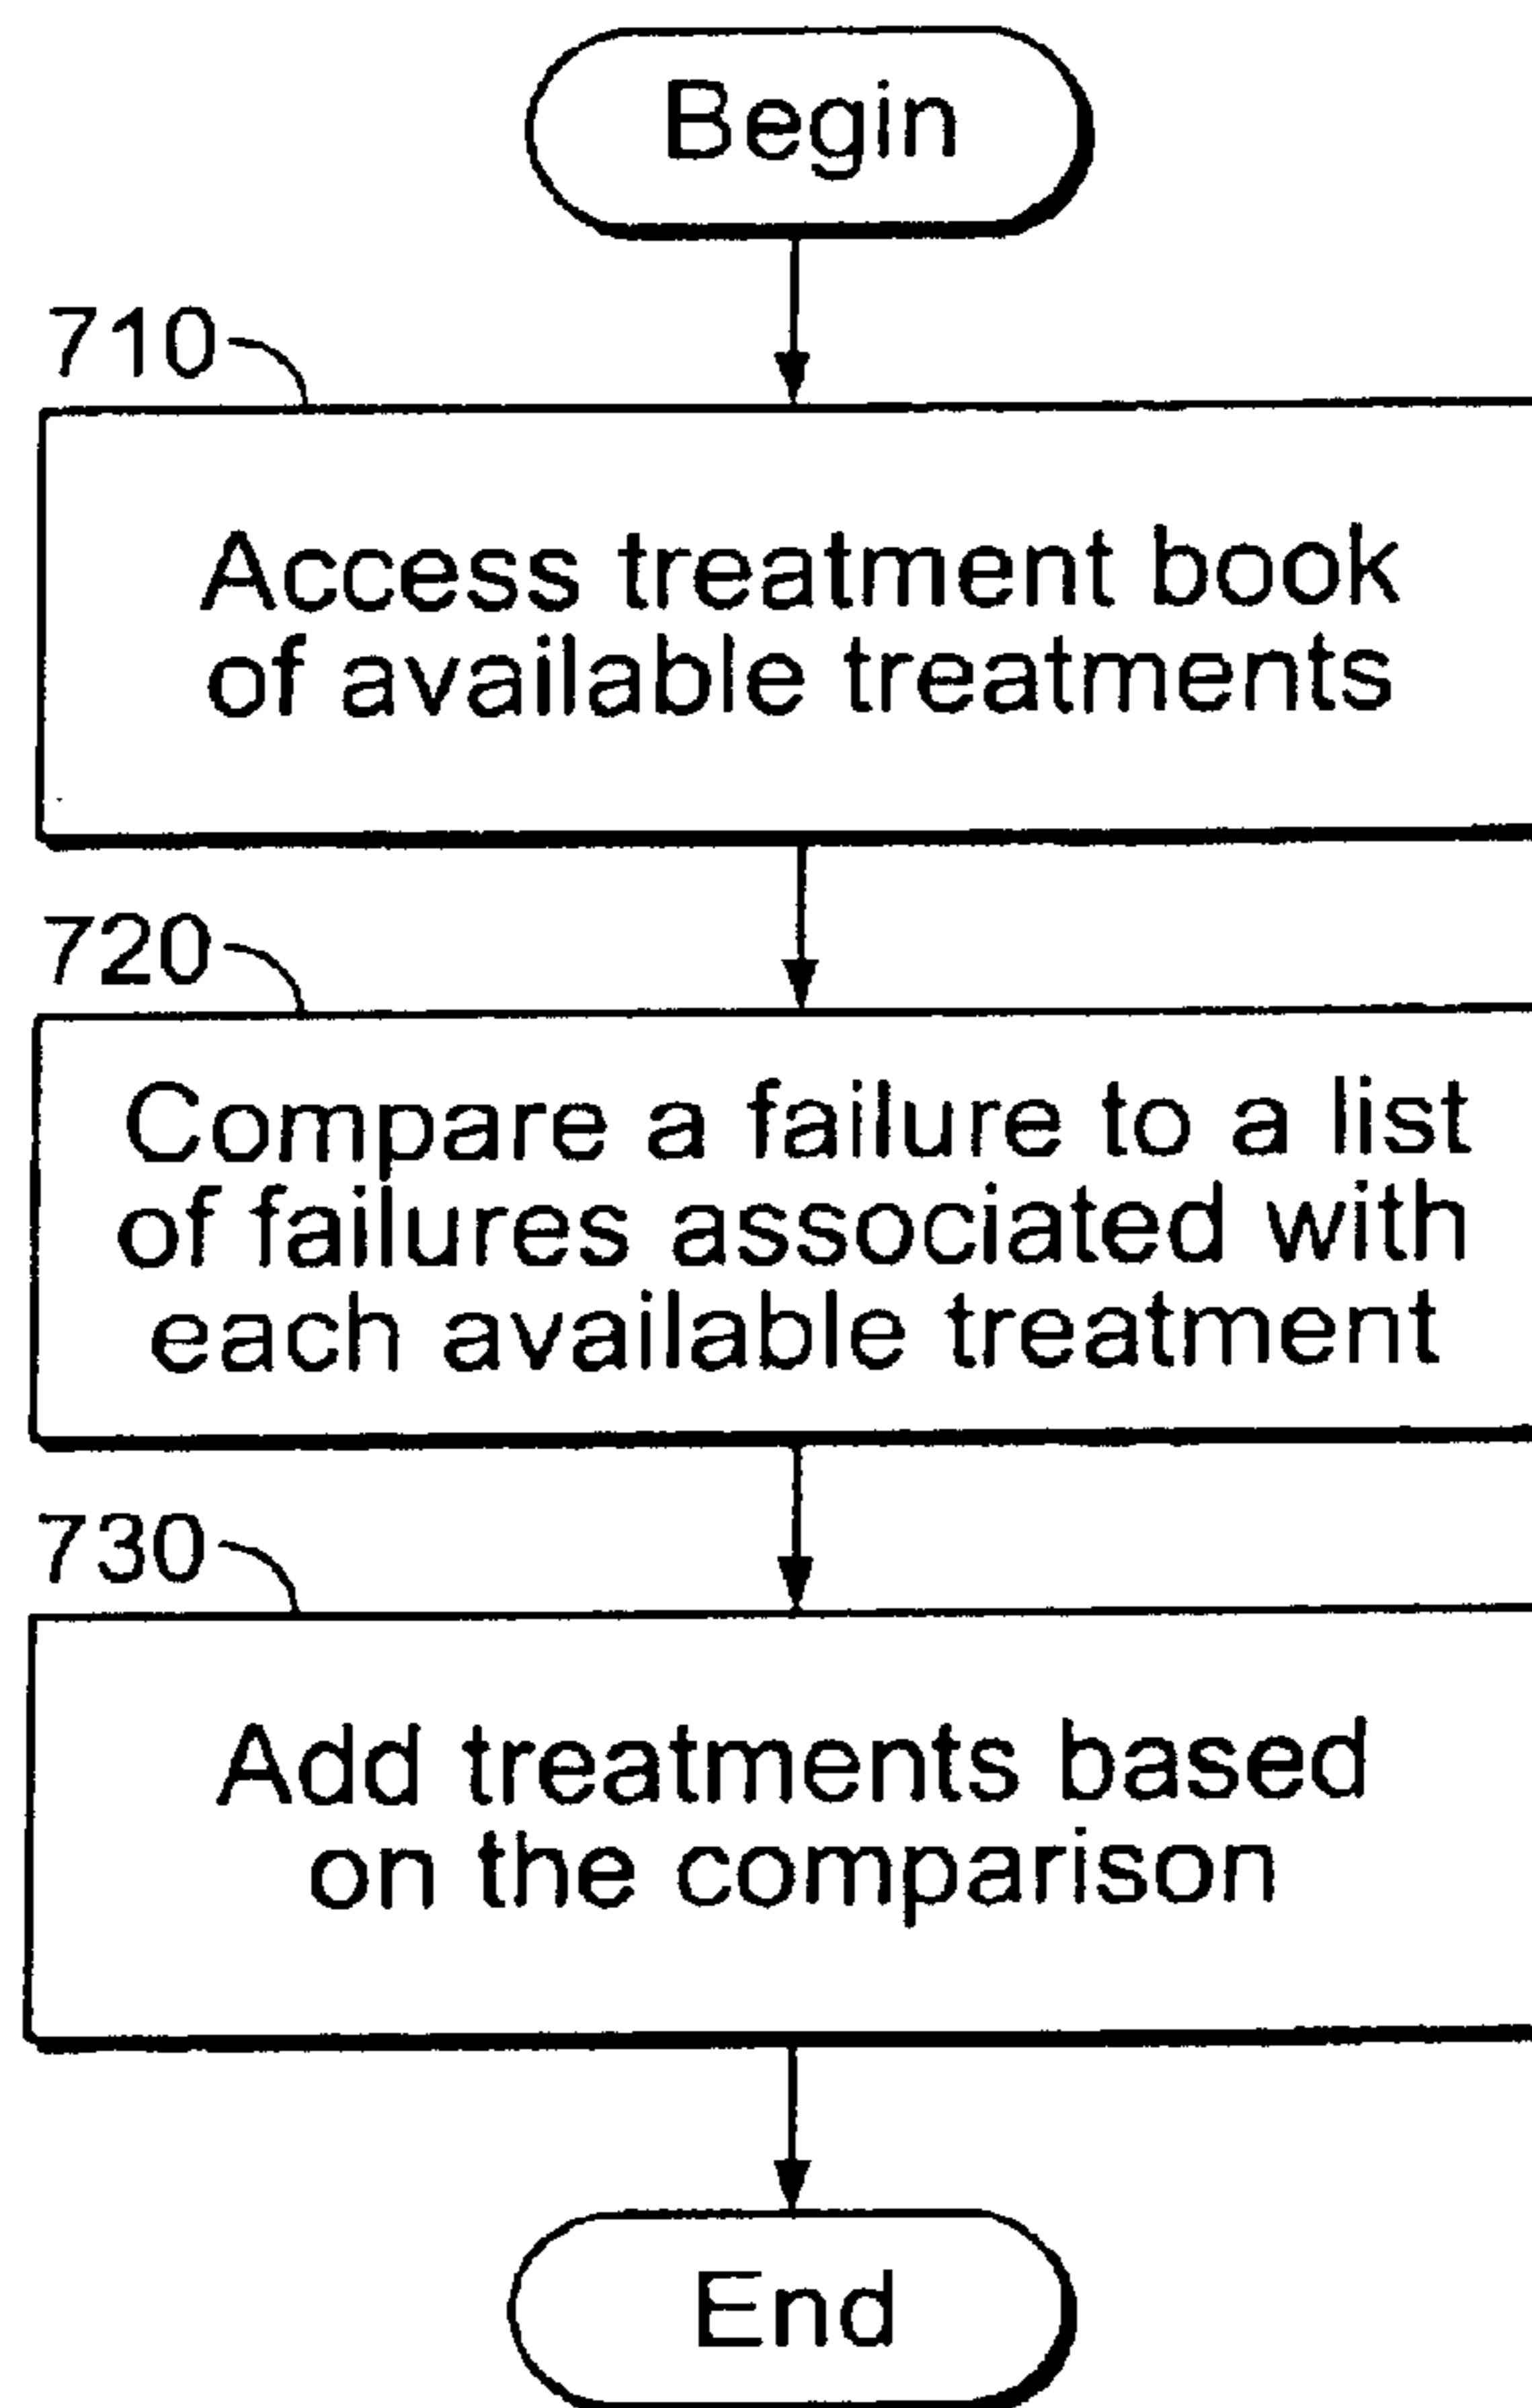 Begin
710
Access treatment book
of available treatments
720
Compare a failure to a list
of failures associated with
each available treatment
730
Add treatments based
on the comparison
End